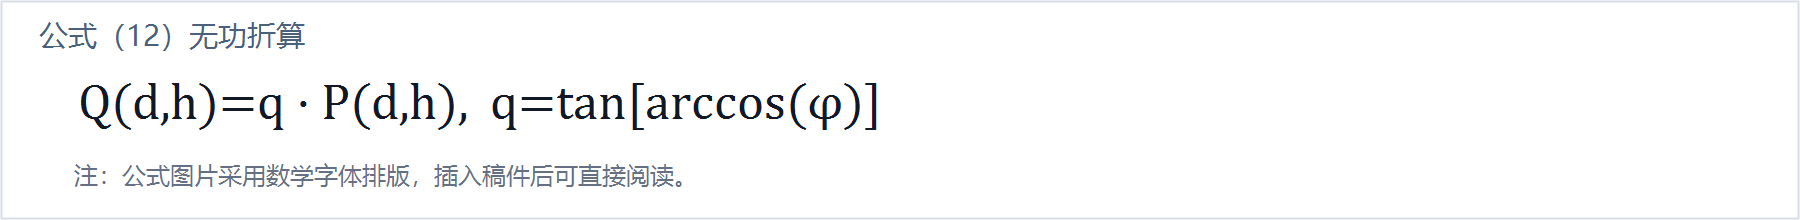 公式（12）无功折算
Q(d,h)=q · P(d,h),  q=tan[arccos(φ)]
注：公式图片采用数学字体排版，插入稿件后可直接阅读。